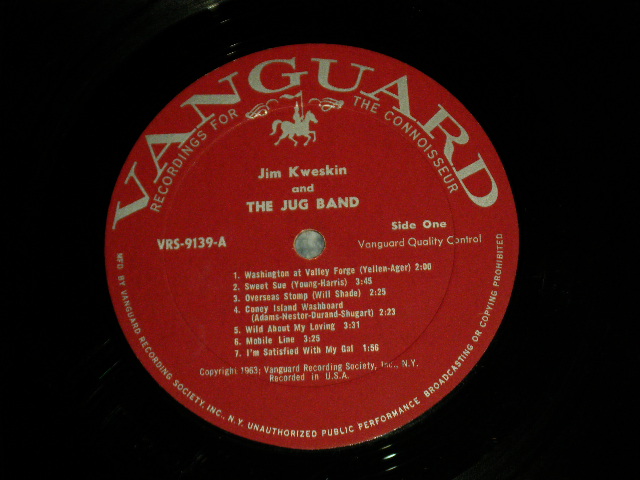 VANGUARD
RECORDINGS FOR THE CONNOISSEUR
Jim Kweskin
and
THE JUG BAND
Side One
VRS-9139-A
Vanguard Quality Control
1. Washington at Valley Forge (Yellen-Ager) 2:00
2. Sweet Sue (Young-Harris) 3:45
3. Overseas Stomp (Will Shade) 2:25
4. Coney Island Washboard
(Adams-Nestor-Durand-Shugart) 2:23
5. Wild About My Loving 3:31
6. Mobile Line 3:25
7. I'm Satisfied With My Gal 1:56
Copyright 1963; Vanguard Recording Society, Inc., N.Y.
Recorded in U.S.A.
MFD BY VANGUARD RECORDING SOCIETY, INC., N.Y. UNAUTHORIZED PUBLIC PERFORMANCE BROADCASTING OR COPYING PROHIBITED